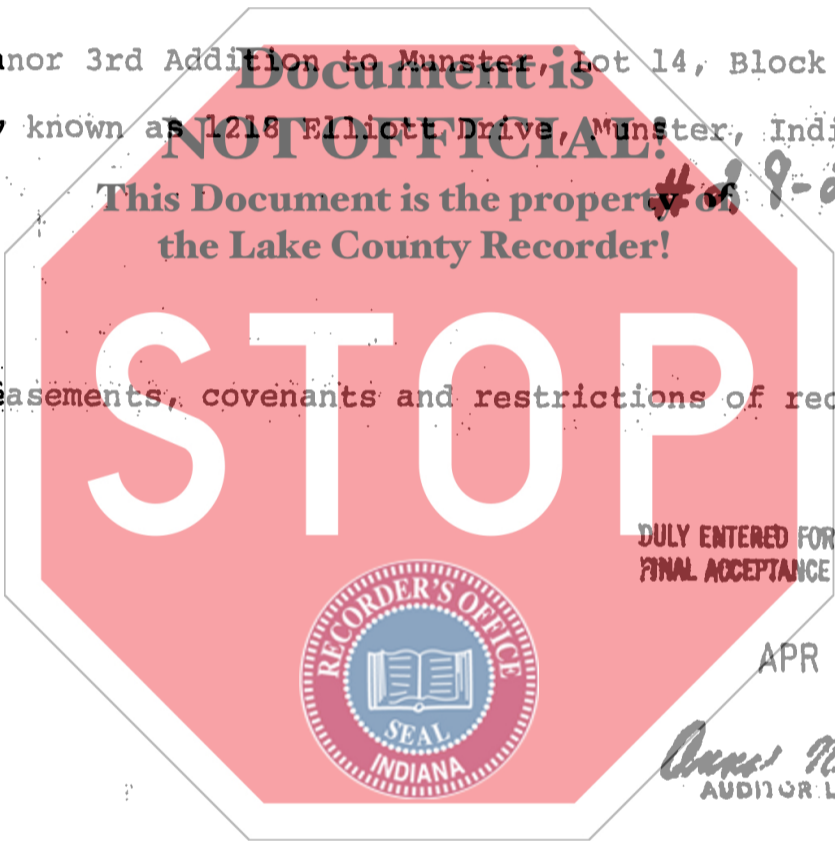 nor 3rd Addition to Munster, Lot 14, Block
Document is
known as 1218 Elliott Drive, Munster, Indi
NOT OFFICIAL!
This Document is the property of
the Lake County Recorder!
STOP
easements, covenants and restrictions of rec
DULY ENTERED FOR
FINAL ACCEPTANCE
RECORDER'S OFFICE
SEAL
INDIANA
APR
AUDITOR L